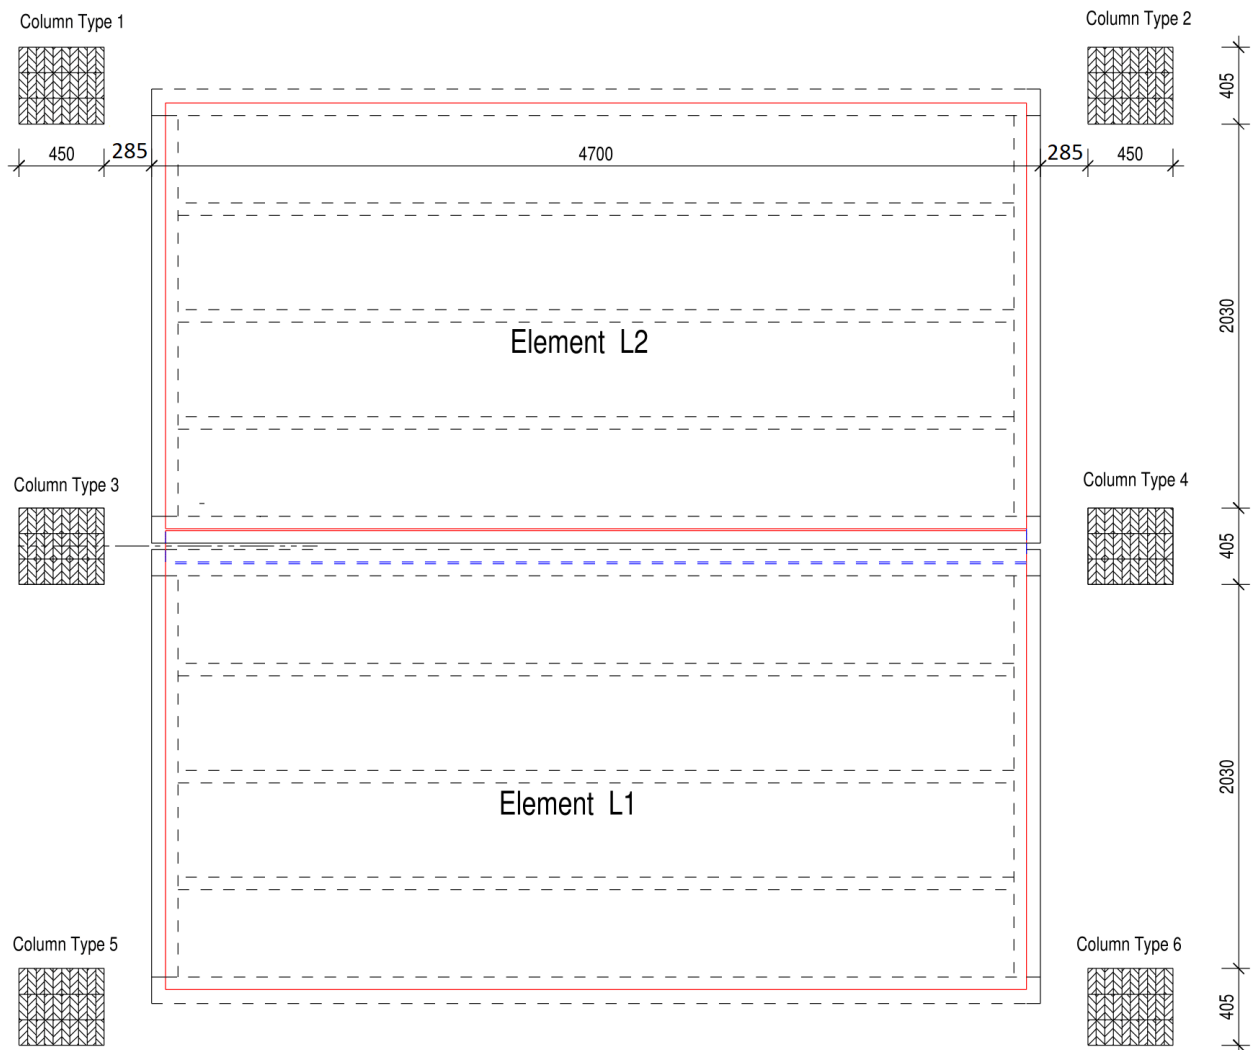 Column Type 1
Column Type 2
405
450
285
4700
285
450
2030
Element L2
Column Type 3
Column Type 4
405
2030
Element L1
Column Type 5
Column Type 6
405